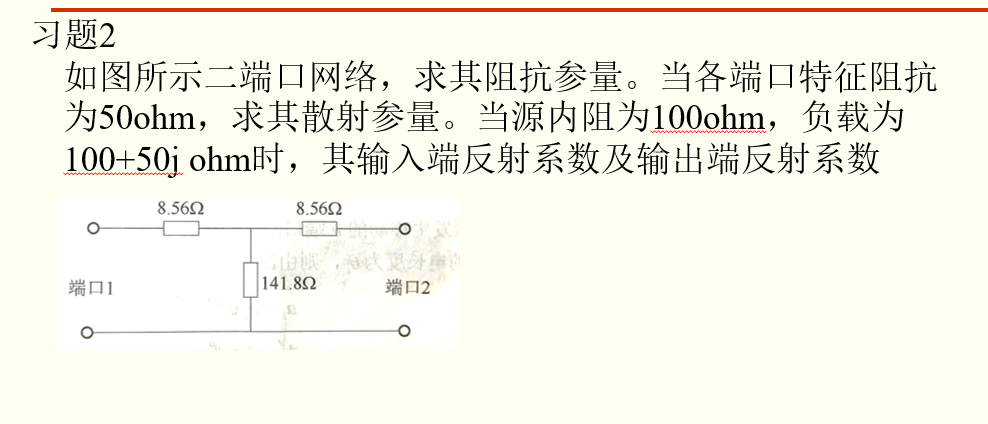 习题2
如图所示二端口网络，求其阻抗参量。当各端口特征阻抗
为50ohm，求其散射参量。当源内阻为100ohm，负载为
100+50j ohm时，其输入端反射系数及输出端反射系数
8.56Ω 8.56Ω
端口1 141.8Ω 端口2